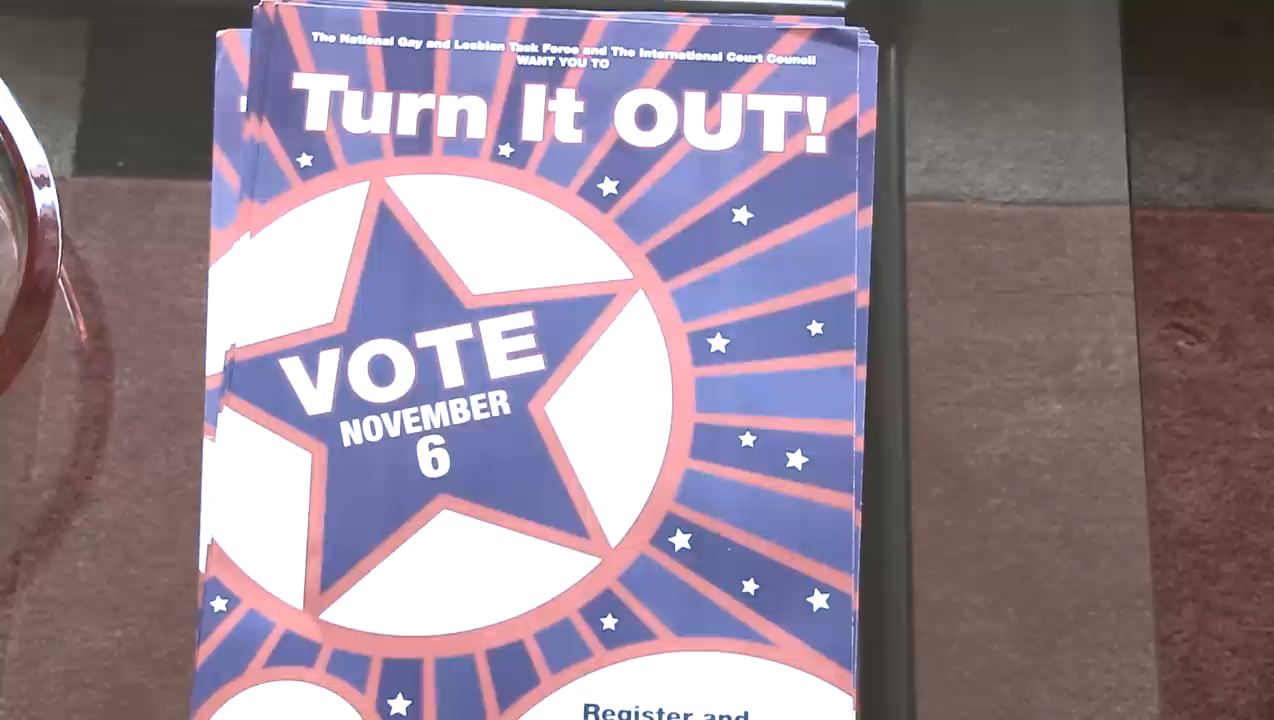 The National Gay and Lesbian Task Force and The International Court Council
WANT YOU TO
Turn It OUT!
VOTE
NOVEMBER
6
Register and